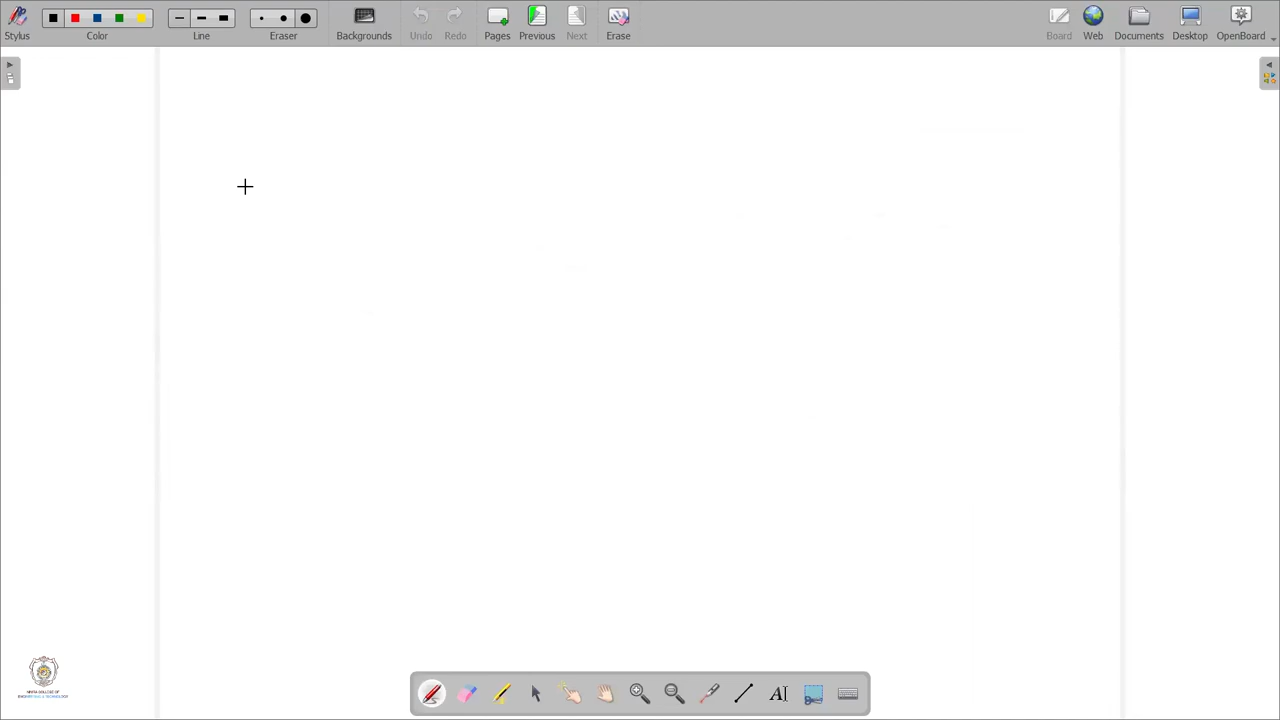 Stylus
Color
Line
Eraser
Backgrounds
Undo
Redo
Pages
Previous
Next
Erase
Board
Web
Documents
Desktop
OpenBoard